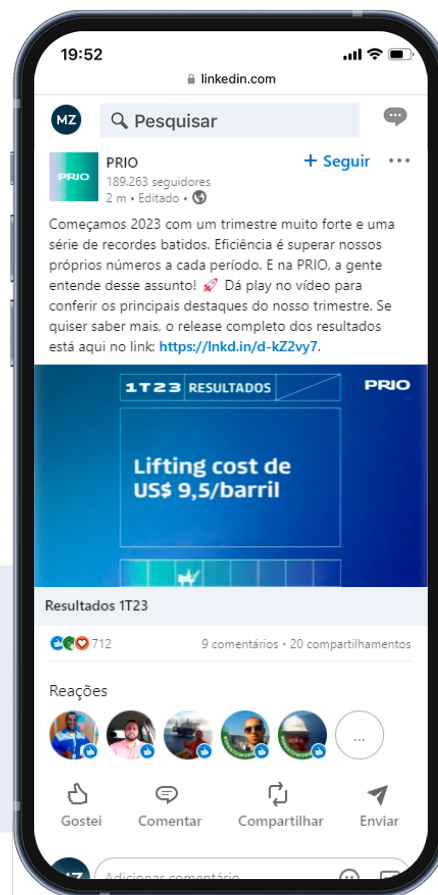 19:52
linkedin.com
MZ
Pesquisar
PRIO
PRIO
+ Seguir
189.263 seguidores
2 m • Editado •
Começamos 2023 com um trimestre muito forte e uma
série de recordes batidos. Eficiência é superar nossos
próprios números a cada período. E na PRIO, a gente
entende desse assunto! 🚀 Dá play no vídeo para
conferir os principais destaques do nosso trimestre. Se
quiser saber mais, o release completo dos resultados
está aqui no link: https://lnkd.in/d-kZ2vy7.
1T23 RESULTADOS
PRIO
Lifting cost de
US$ 9,5/barril
Resultados 1T23
712
9 comentários • 20 compartilhamentos
Reações
...
Gostei
Comentar
Compartilhar
Enviar
MZ
Adicionar comentário